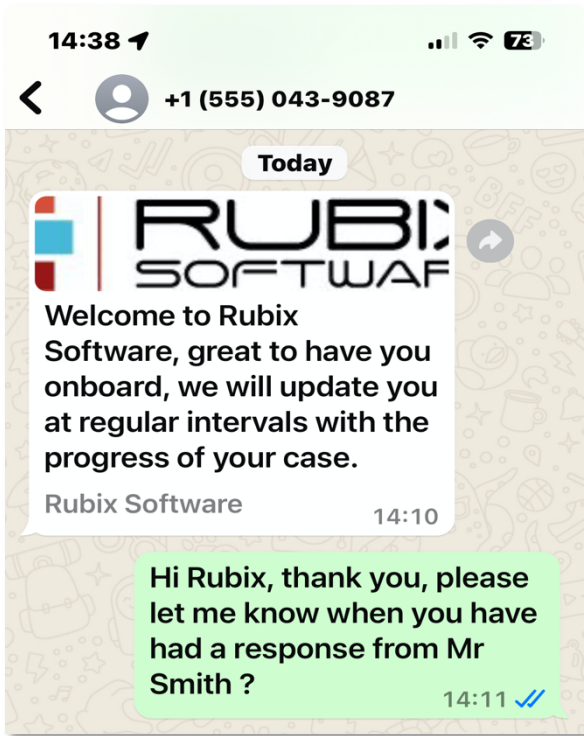 14:38
73
+1 (555) 043-9087
Today
RUBIX
SOFTWAR
Welcome to Rubix
Software, great to have you
onboard, we will update you
at regular intervals with the
progress of your case.
Rubix Software
14:10
Hi Rubix, thank you, please
let me know when you have
had a response from Mr
Smith ?
14:11